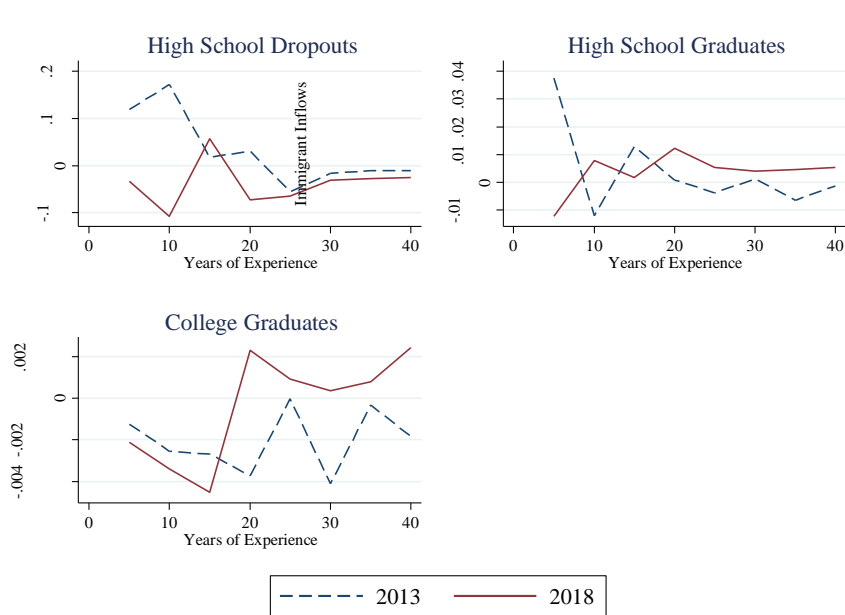 High School Dropouts
.2
.1
0
-.1
Immigrant Inflows
0 10 20 30 40
Years of Experience
High School Graduates
.04
.03
.02
.01
0
-.01
0 10 20 30 40
Years of Experience
College Graduates
.002
0
-.002
-.004
0 10 20 30 40
Years of Experience
2013 2018